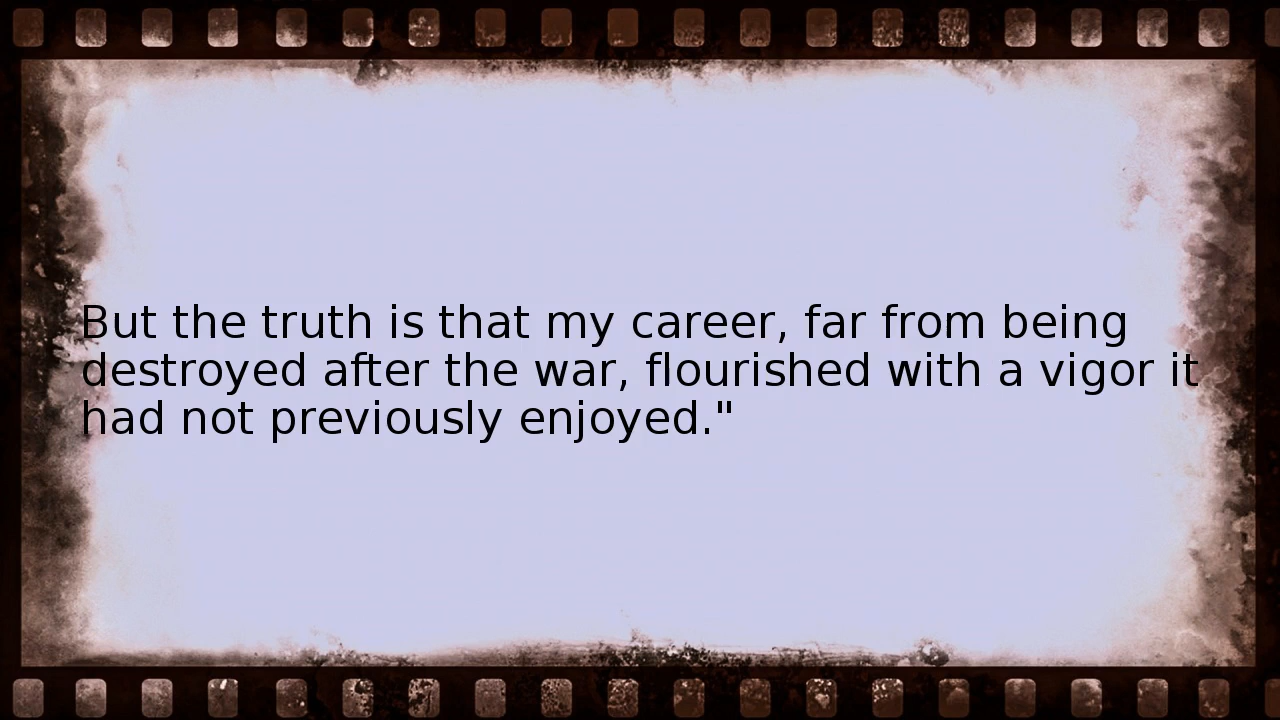 But the truth is that my career, far from being
destroyed after the war, flourished with a vigor it
had not previously enjoyed."